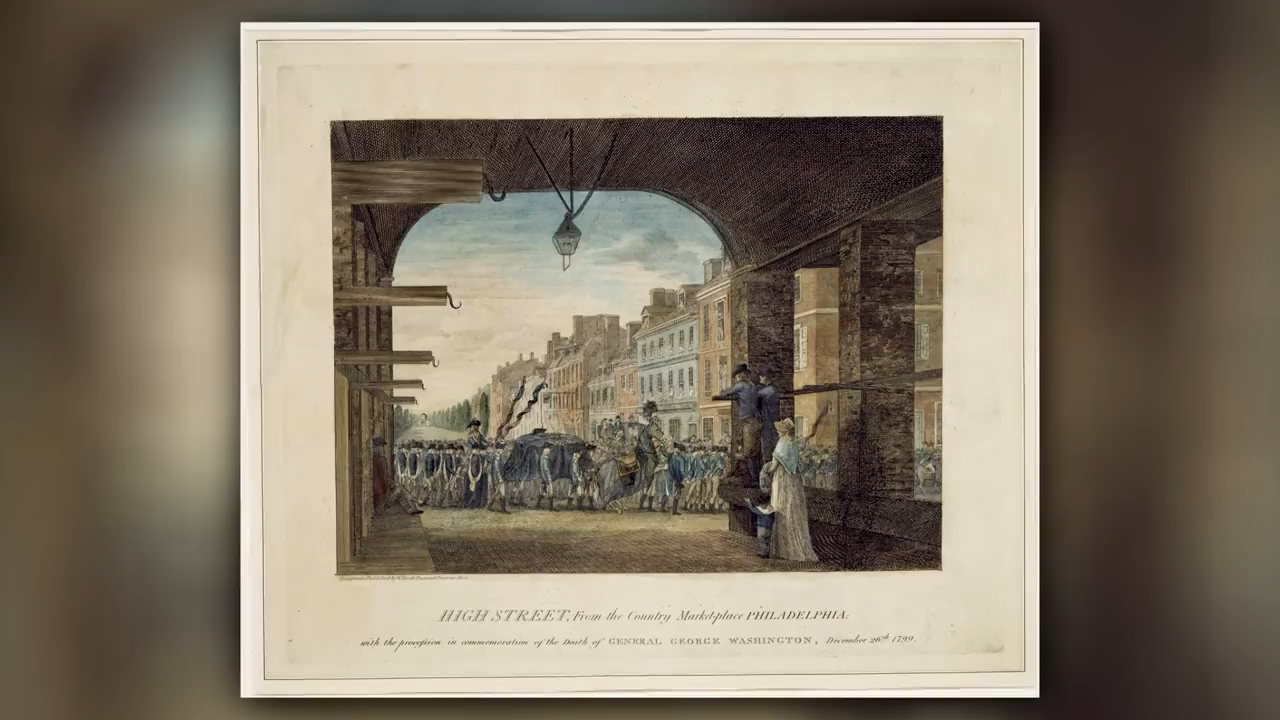 HIGH STREET, From the Country Market-place PHILADELPHIA:
with the procession in commemoration of the Death of GENERAL GEORGE WASHINGTON, December 26th 1799.